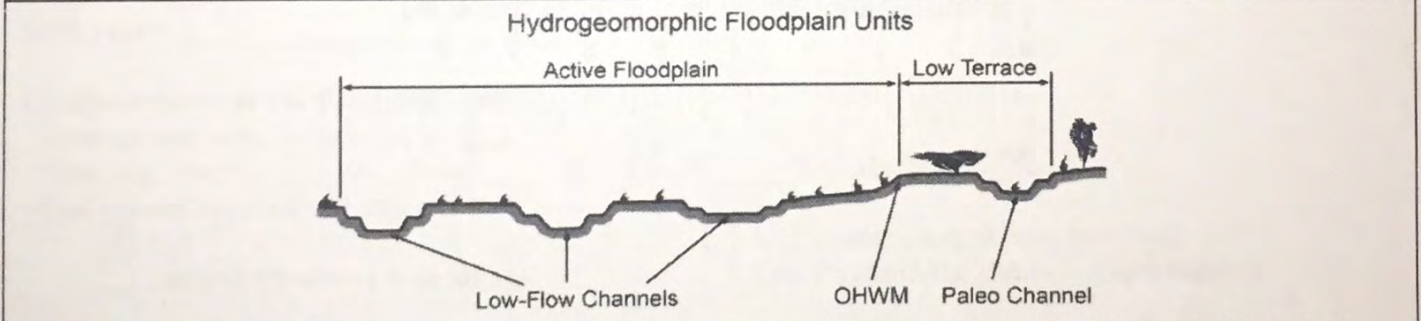 Hydrogeomorphic Floodplain Units
Active Floodplain
Low Terrace
Low-Flow Channels
OHWM
Paleo Channel